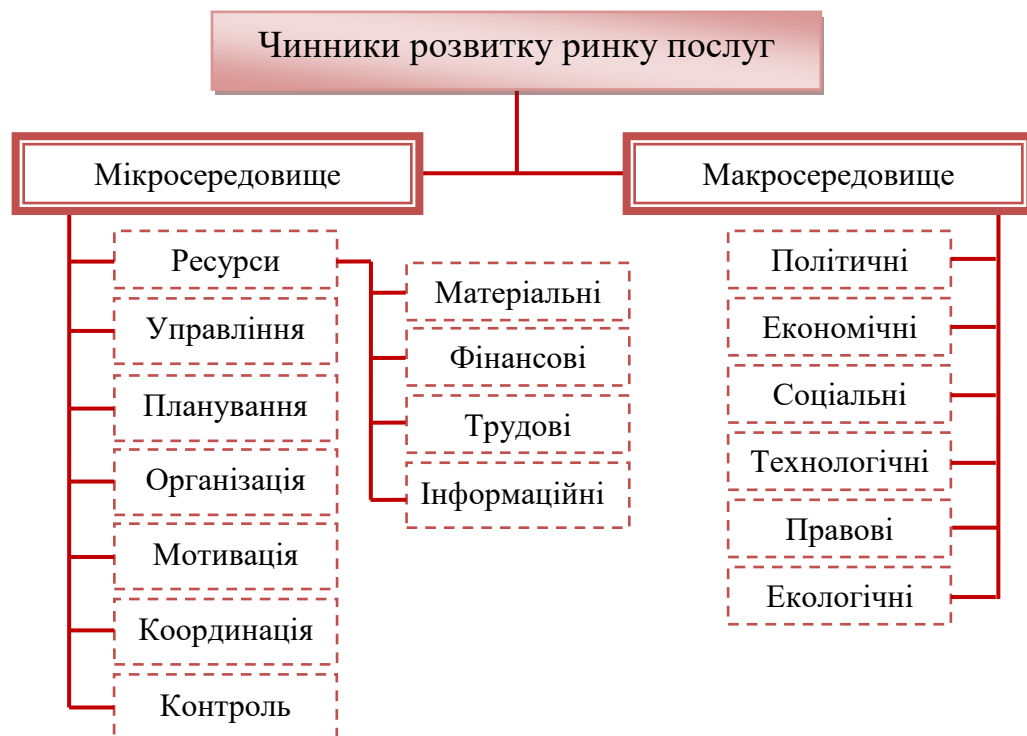 Чинники розвитку ринку послуг
Мікросередовище
Макросередовище
Ресурси
Управління
Планування
Організація
Мотивація
Координація
Контроль
Матеріальні
Фінансові
Трудові
Інформаційні
Політичні
Економічні
Соціальні
Технологічні
Правові
Екологічні